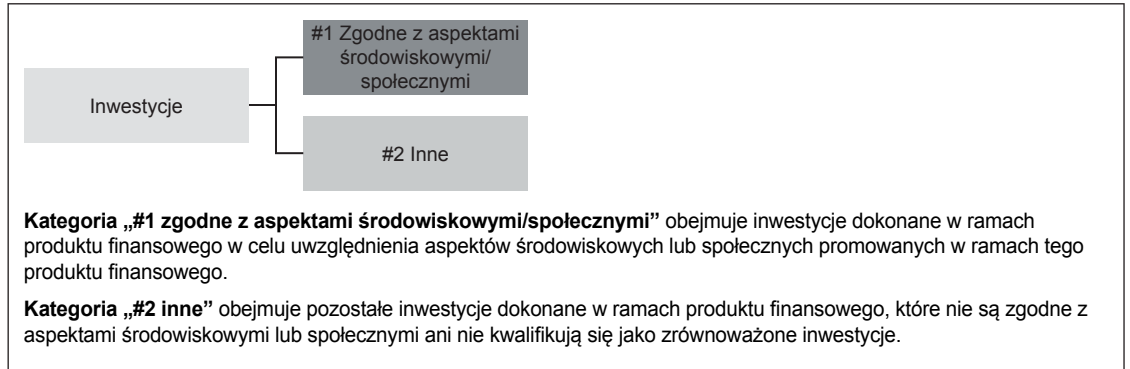 #1 Zgodne z aspektami
środowiskowymi/
społecznymi
Inwestycje
#2 Inne
Kategoria „#1 zgodne z aspektami środowiskowymi/społecznymi” obejmuje inwestycje dokonane w ramach
produktu finansowego w celu uwzględnienia aspektów środowiskowych lub społecznych promowanych w ramach tego
produktu finansowego.
Kategoria „#2 inne” obejmuje pozostałe inwestycje dokonane w ramach produktu finansowego, które nie są zgodne z
aspektami środowiskowymi lub społecznymi ani nie kwalifikują się jako zrównoważone inwestycje.